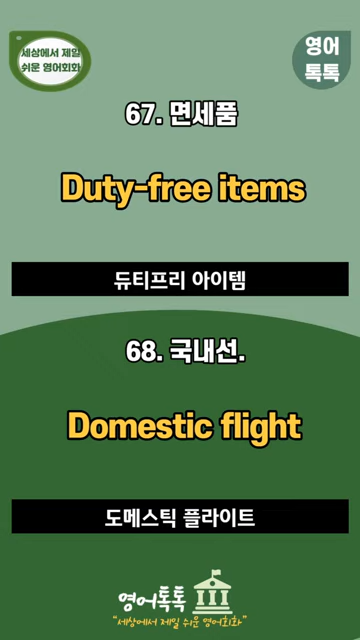 세상에서 제일
쉬운 영어회화
영어
톡톡
67. 면세품
Duty-free items
듀티프리 아이템
68. 국내선.
Domestic flight
도메스틱 플라이트
영어톡톡
"세상에서 제일 쉬운 영어회화"